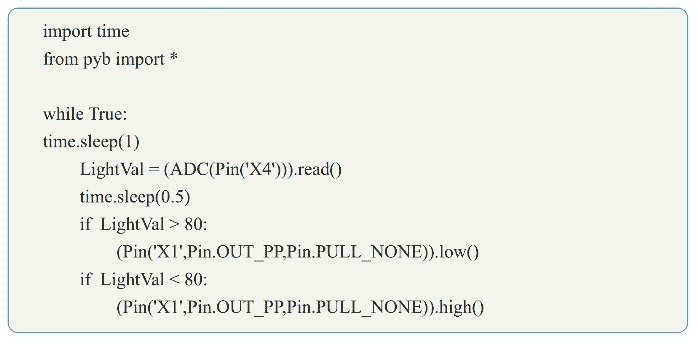 import time
from pyb import *
while True:
time.sleep(1)
LightVal = (ADC(Pin('X4'))).read()
time.sleep(0.5)
if  LightVal > 80:
(Pin('X1',Pin.OUT_PP,Pin.PULL_NONE)).low()
if  LightVal < 80:
(Pin('X1',Pin.OUT_PP,Pin.PULL_NONE)).high()